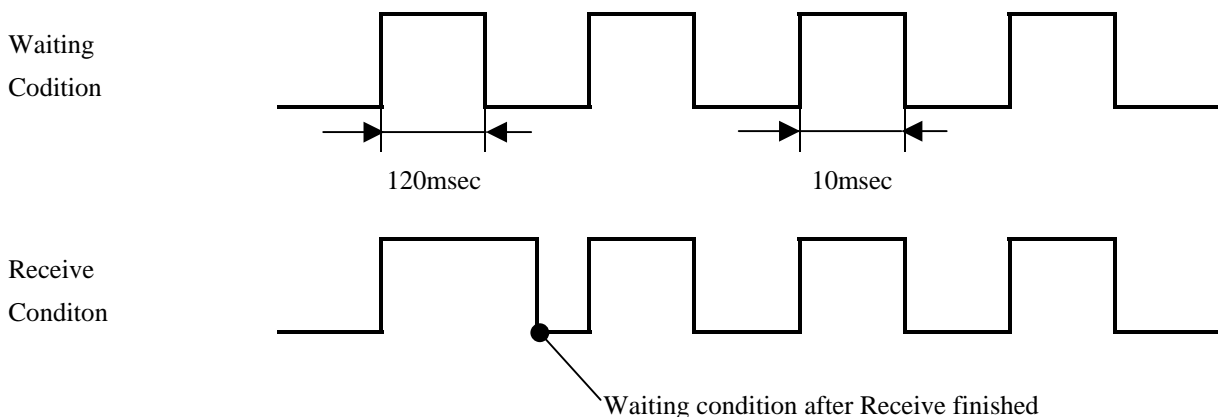 Waiting
Codition
120msec
10msec
Receive
Conditon
Waiting condition after Receive finished